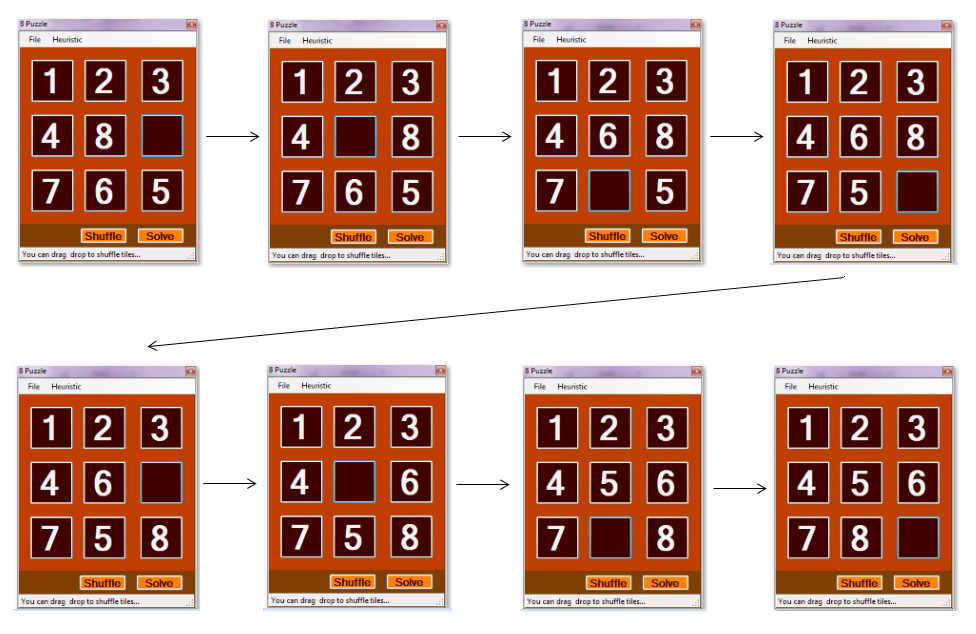 8 Puzzle
File Heuristic
1 2 3
4 8
7 6 5
Shuffle Solve
You can drag drop to shuffle tiles...
8 Puzzle
File Heuristic
1 2 3
4 8
7 6 5
Shuffle Solve
You can drag drop to shuffle tiles...
8 Puzzle
File Heuristic
1 2 3
4 6 8
7 5
Shuffle Solve
You can drag drop to shuffle tiles...
8 Puzzle
File Heuristic
1 2 3
4 6 8
7 5
Shuffle Solve
You can drag drop to shuffle tiles...
8 Puzzle
File Heuristic
1 2 3
4 6
7 5 8
Shuffle Solve
You can drag drop to shuffle tiles...
8 Puzzle
File Heuristic
1 2 3
4 6
7 5 8
Shuffle Solve
You can drag drop to shuffle tiles...
8 Puzzle
File Heuristic
1 2 3
4 5 6
7 8
Shuffle Solve
You can drag drop to shuffle tiles...
8 Puzzle
File Heuristic
1 2 3
4 5 6
7 8
Shuffle Solve
You can drag drop to shuffle tiles...